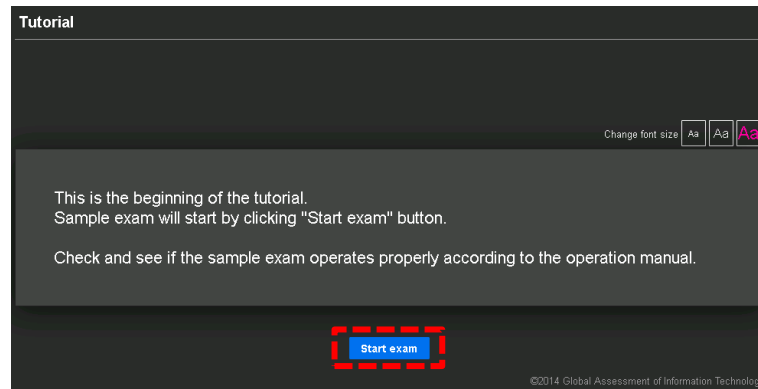 Tutorial
Change font size Aa Aa Aa
This is the beginning of the tutorial.
Sample exam will start by clicking "Start exam" button.
Check and see if the sample exam operates properly according to the operation manual.
Start exam
©2014 Global Assessment of Information Technolog